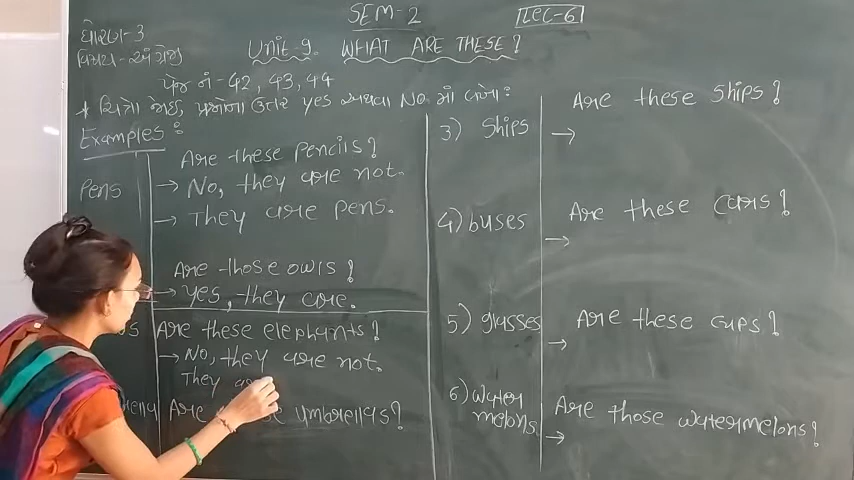 SEM-2
LEC-6
ધોરણ-3
વિષય-અંગ્રેજી
Unit-9. WHAT ARE THESE?
પેજ નં-42, 43, 44
* ચિત્રો જોઇ, પ્રશ્નોના ઉત્તર yes અથવા No માં આપો:
Examples:
Pens
Are these Pencils?
→ No, they are not.
→ They are pens.
Are those owls?
→ Yes, they are.
Are these elephants?
→ No, they are not.
They
Are umbrellas?
3) Ships
Are these Ships?
→
4) buses
Are these Cars?
→
5) glasses
Are these cups?
→
6) water
melons.
Are those watermelons?
→